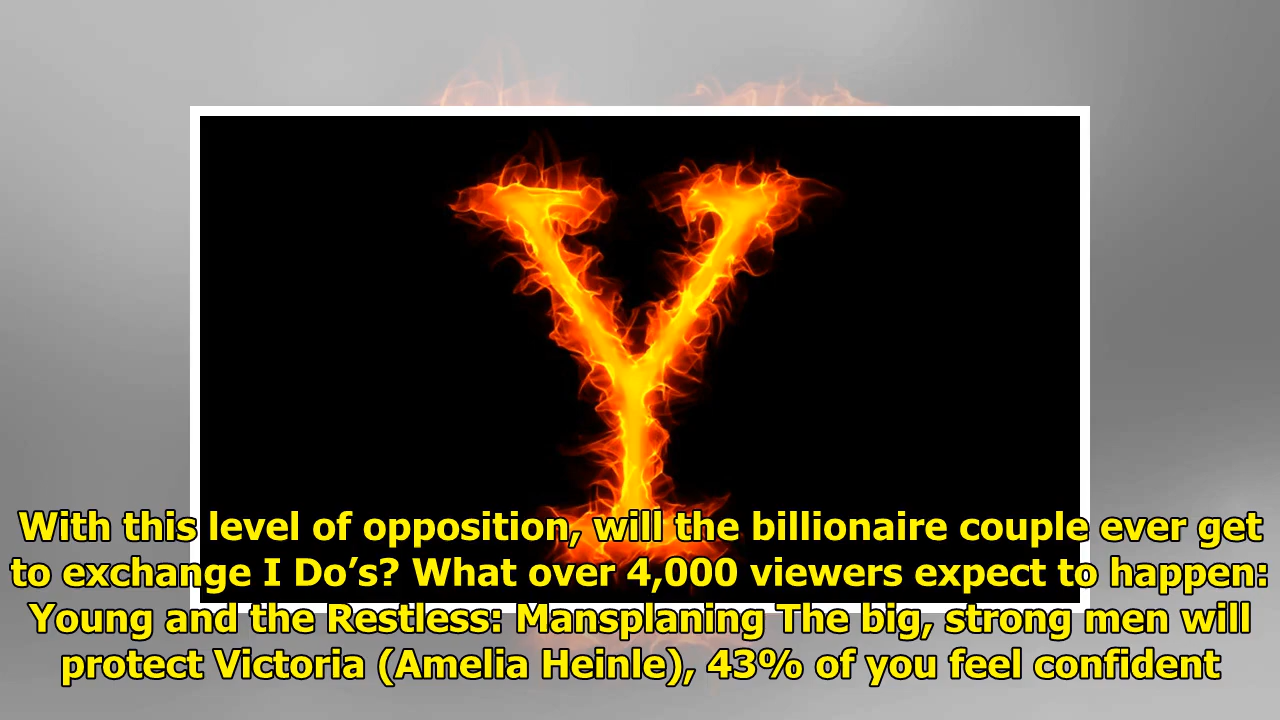 Y
With this level of opposition, will the billionaire couple ever get
to exchange I Do’s? What over 4,000 viewers expect to happen:
Young and the Restless: Mansplaning The big, strong men will
protect Victoria (Amelia Heinle), 43% of you feel confident